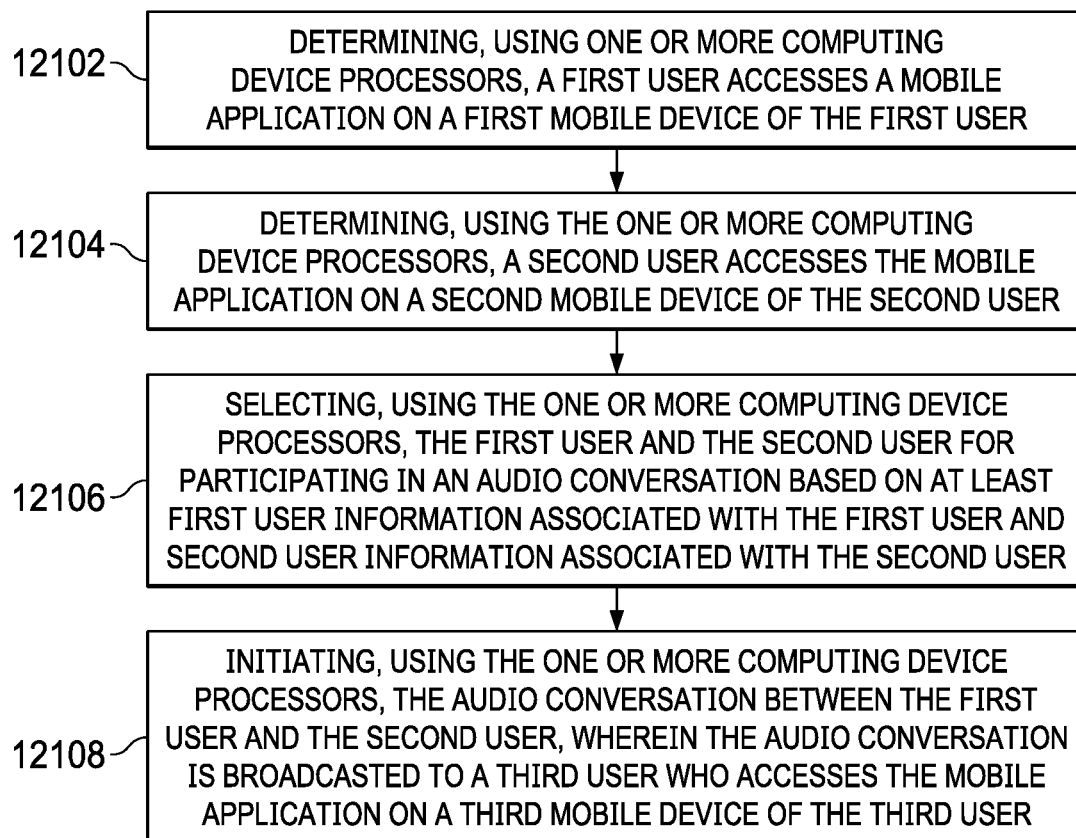 12102
DETERMINING, USING ONE OR MORE COMPUTING
DEVICE PROCESSORS, A FIRST USER ACCESSES A MOBILE
APPLICATION ON A FIRST MOBILE DEVICE OF THE FIRST USER
12104
DETERMINING, USING THE ONE OR MORE COMPUTING
DEVICE PROCESSORS, A SECOND USER ACCESSES THE MOBILE
APPLICATION ON A SECOND MOBILE DEVICE OF THE SECOND USER
12106
SELECTING, USING THE ONE OR MORE COMPUTING DEVICE
PROCESSORS, THE FIRST USER AND THE SECOND USER FOR
PARTICIPATING IN AN AUDIO CONVERSATION BASED ON AT LEAST
FIRST USER INFORMATION ASSOCIATED WITH THE FIRST USER AND
SECOND USER INFORMATION ASSOCIATED WITH THE SECOND USER
12108
INITIATING, USING THE ONE OR MORE COMPUTING DEVICE
PROCESSORS, THE AUDIO CONVERSATION BETWEEN THE FIRST
USER AND THE SECOND USER, WHEREIN THE AUDIO CONVERSATION
IS BROADCASTED TO A THIRD USER WHO ACCESSES THE MOBILE
APPLICATION ON A THIRD MOBILE DEVICE OF THE THIRD USER